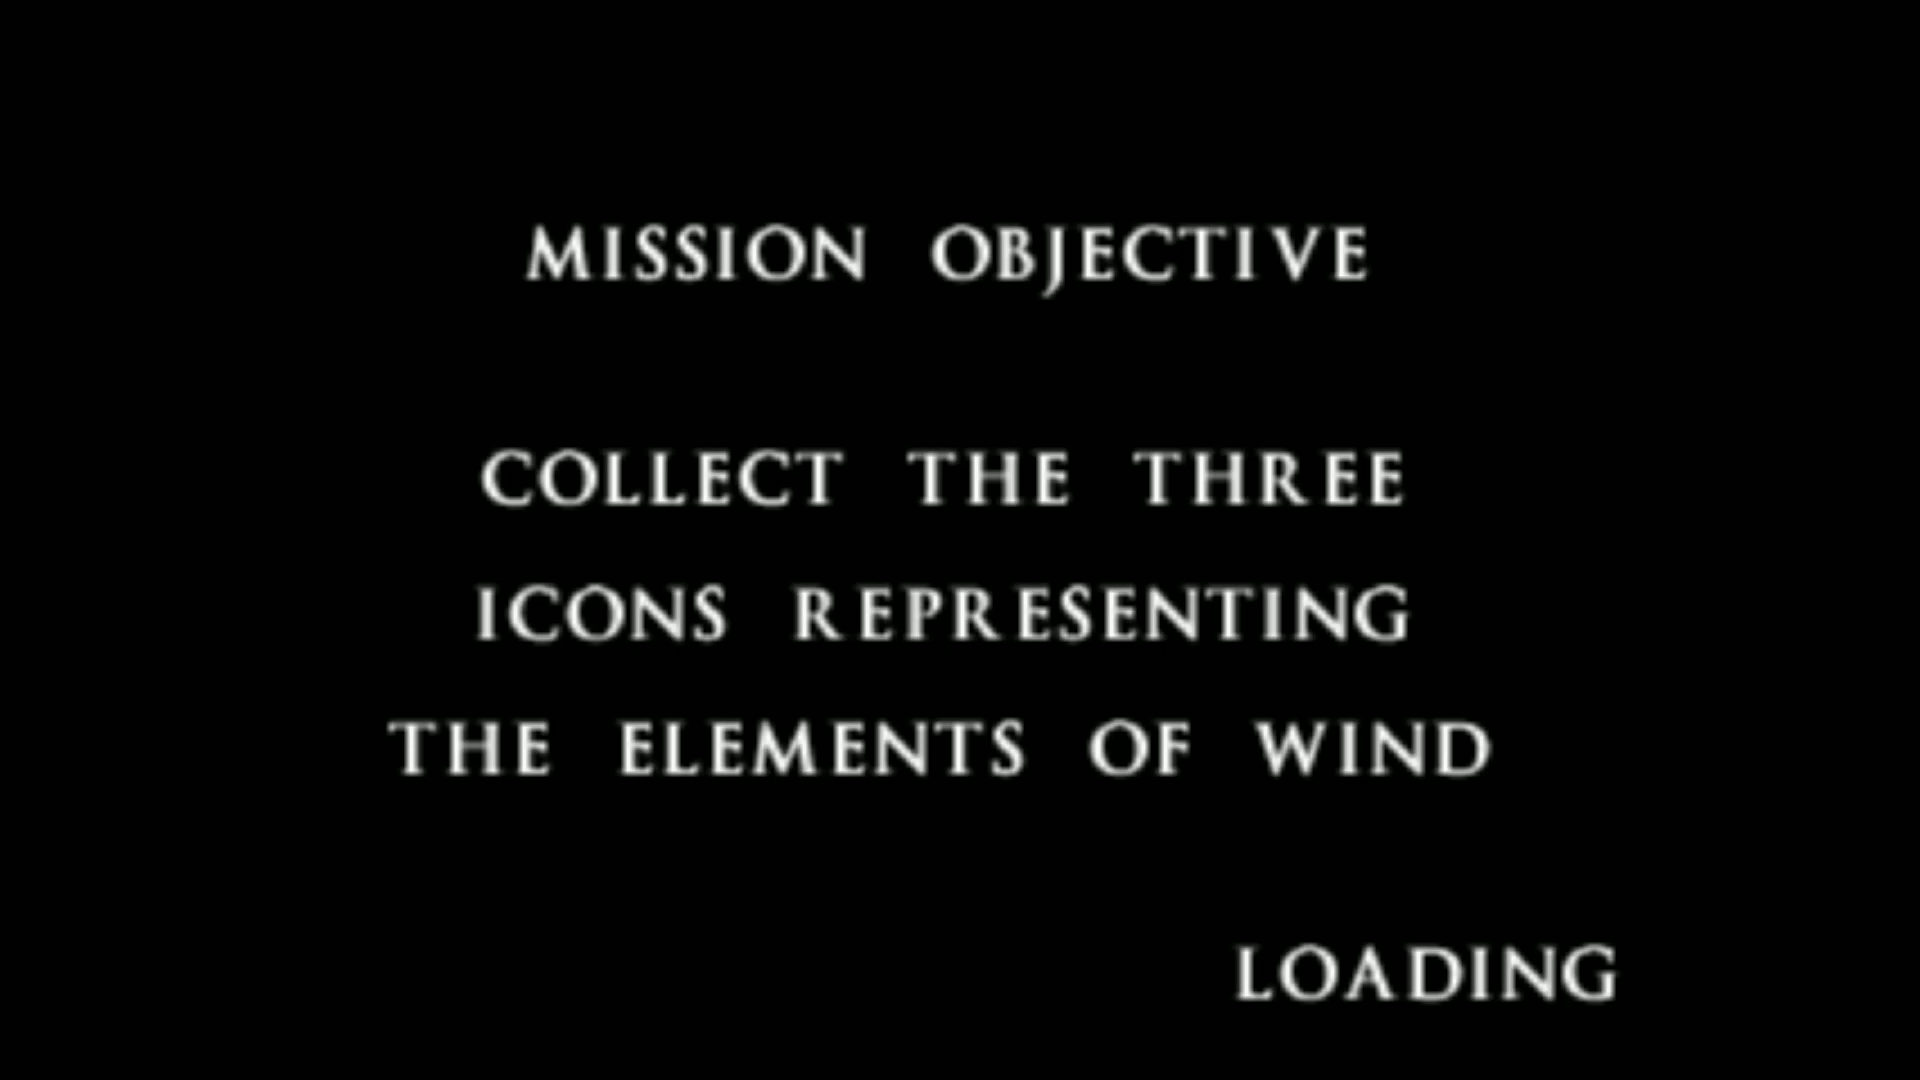 MISSION OBJECTIVE
COLLECT THE THREE
ICONS REPRESENTING
THE ELEMENTS OF WIND
LOADING